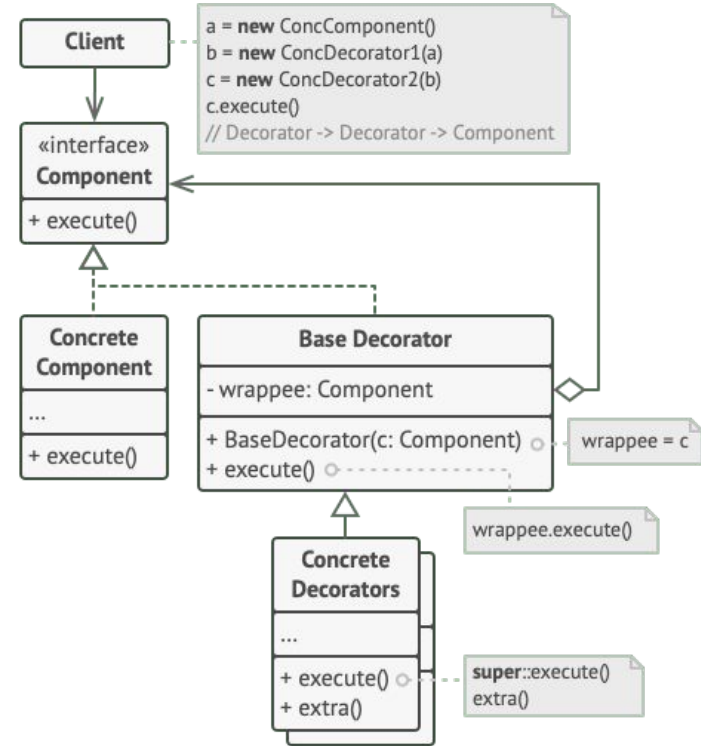 Client
a = new ConcComponent()
b = new ConcDecorator1(a)
c = new ConcDecorator2(b)
c.execute()
// Decorator -> Decorator -> Component
«interface»
Component
+ execute()
Concrete
Component
...
+ execute()
Base Decorator
- wrappee: Component
+ BaseDecorator(c: Component)
+ execute()
wrappee = c
wrappee.execute()
Concrete
Decorators
...
+ execute()
+ extra()
super::execute()
extra()